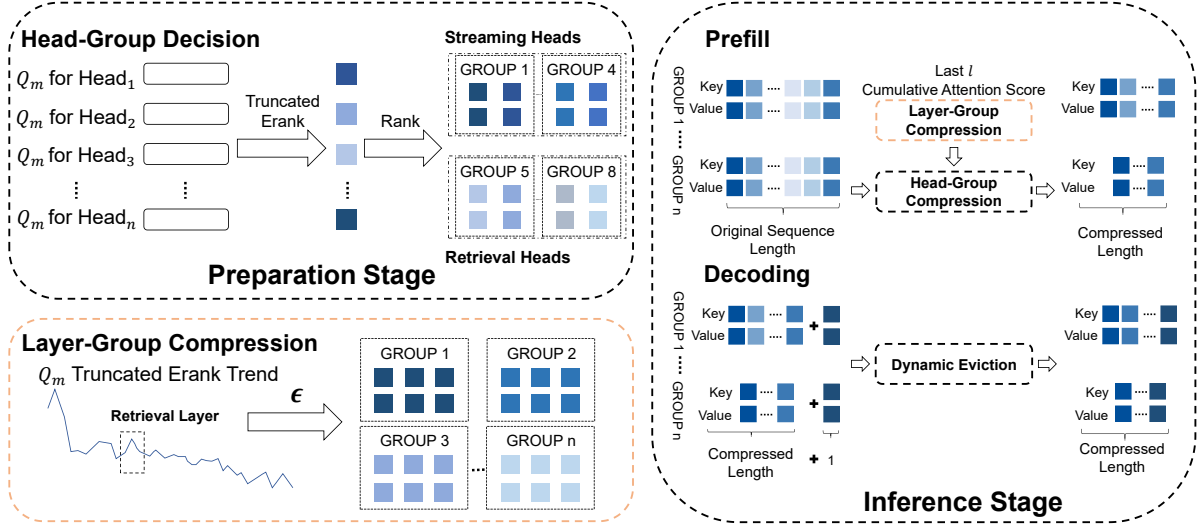 Head-Group Decision
Q_m for Head_1
Q_m for Head_2
Q_m for Head_3
....
....
Q_m for Head_n
Truncated
Erank
....
Rank
Streaming Heads
GROUP 1
GROUP 4
GROUP 5
GROUP 8
Retrieval Heads
Preparation Stage
Layer-Group Compression
Q_m Truncated Erank Trend
Retrieval Layer
ϵ
GROUP 1
GROUP 2
GROUP 3
GROUP n
....
Prefill
GROUP 1 .... GROUP n
Key
Value
....
Key
Value
....
Original Sequence
Length
Last l
Cumulative Attention Score
Layer-Group
Compression
Head-Group
Compression
Key
Value
....
Key
Value
....
Compressed
Length
Decoding
GROUP 1 .... GROUP n
Key
Value
....
+
Key
Value
....
+
Compressed
Length
+ 1
Dynamic Eviction
Key
Value
....
Key
Value
....
Compressed
Length
Inference Stage